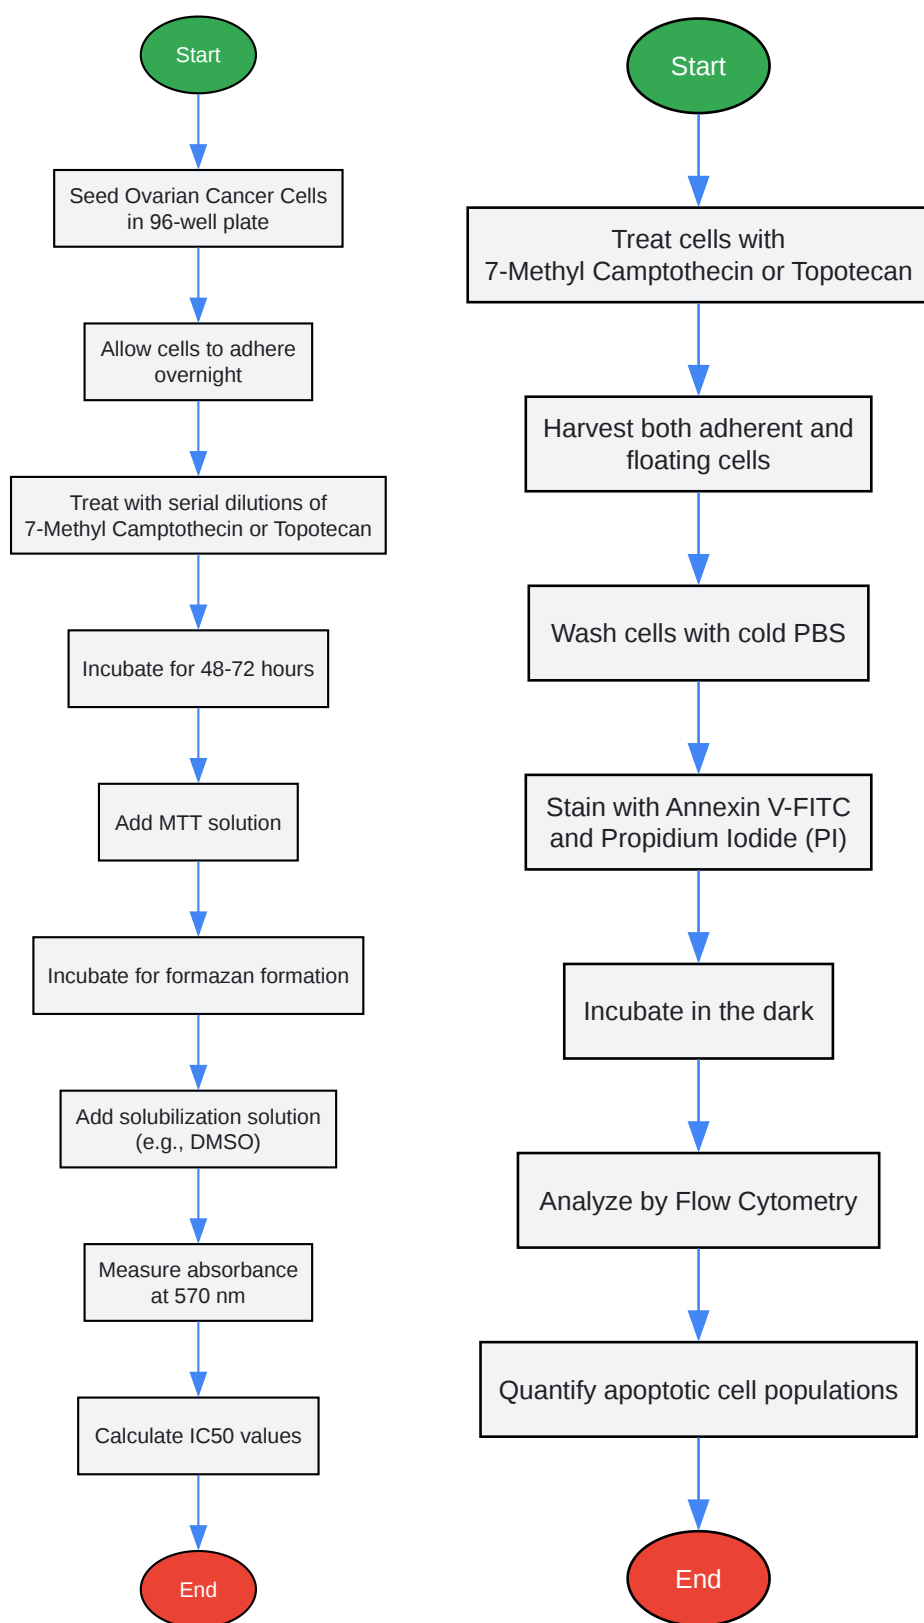 Start
Seed Ovarian Cancer Cells
in 96-well plate
Allow cells to adhere
overnight
Treat with serial dilutions of
7-Methyl Camptothecin or Topotecan
Incubate for 48-72 hours
Add MTT solution
Incubate for formazan formation
Add solubilization solution
(e.g., DMSO)
Measure absorbance
at 570 nm
Calculate IC50 values
End
Start
Treat cells with
7-Methyl Camptothecin or Topotecan
Harvest both adherent and
floating cells
Wash cells with cold PBS
Stain with Annexin V-FITC
and Propidium Iodide (PI)
Incubate in the dark
Analyze by Flow Cytometry
Quantify apoptotic cell populations
End